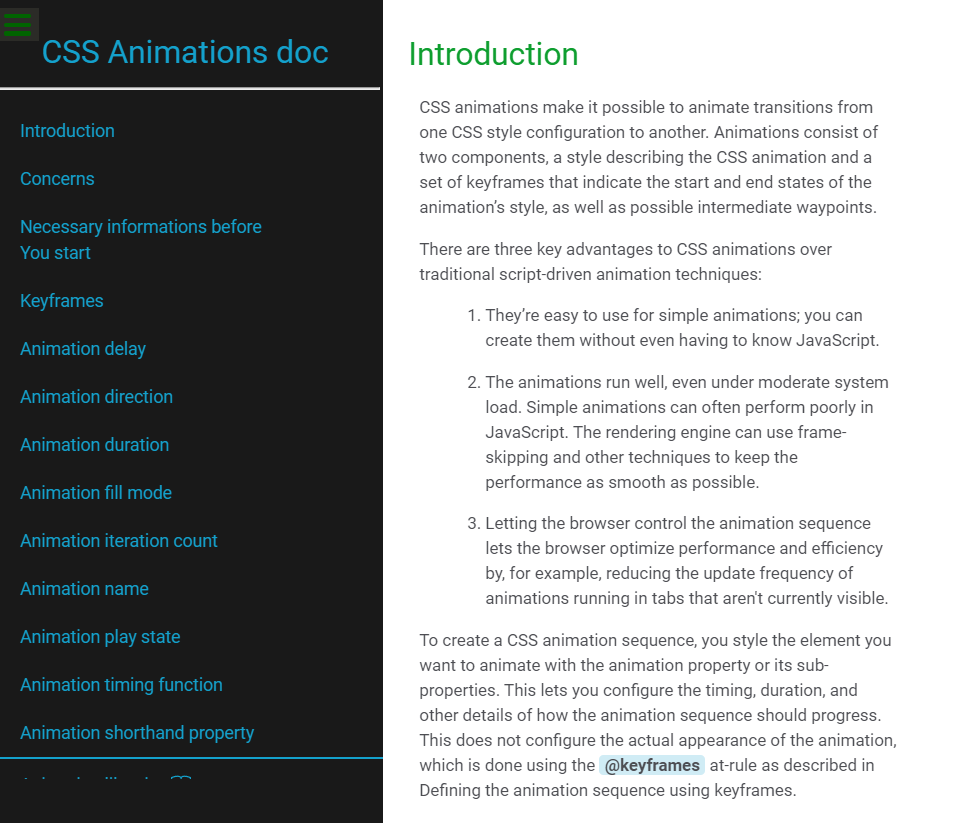 CSS Animations doc
Introduction
Concerns
Necessary informations before
You start
Keyframes
Animation delay
Animation direction
Animation duration
Animation fill mode
Animation iteration count
Animation name
Animation play state
Animation timing function
Animation shorthand property
Introduction
CSS animations make it possible to animate transitions from
one CSS style configuration to another. Animations consist of
two components, a style describing the CSS animation and a
set of keyframes that indicate the start and end states of the
animation’s style, as well as possible intermediate waypoints.
There are three key advantages to CSS animations over
traditional script-driven animation techniques:
1. They’re easy to use for simple animations; you can
create them without even having to know JavaScript.
2. The animations run well, even under moderate system
load. Simple animations can often perform poorly in
JavaScript. The rendering engine can use frame-
skipping and other techniques to keep the
performance as smooth as possible.
3. Letting the browser control the animation sequence
lets the browser optimize performance and efficiency
by, for example, reducing the update frequency of
animations running in tabs that aren't currently visible.
To create a CSS animation sequence, you style the element you
want to animate with the animation property or its sub-
properties. This lets you configure the timing, duration, and
other details of how the animation sequence should progress.
This does not configure the actual appearance of the animation,
which is done using the @keyframes at-rule as described in
Defining the animation sequence using keyframes.